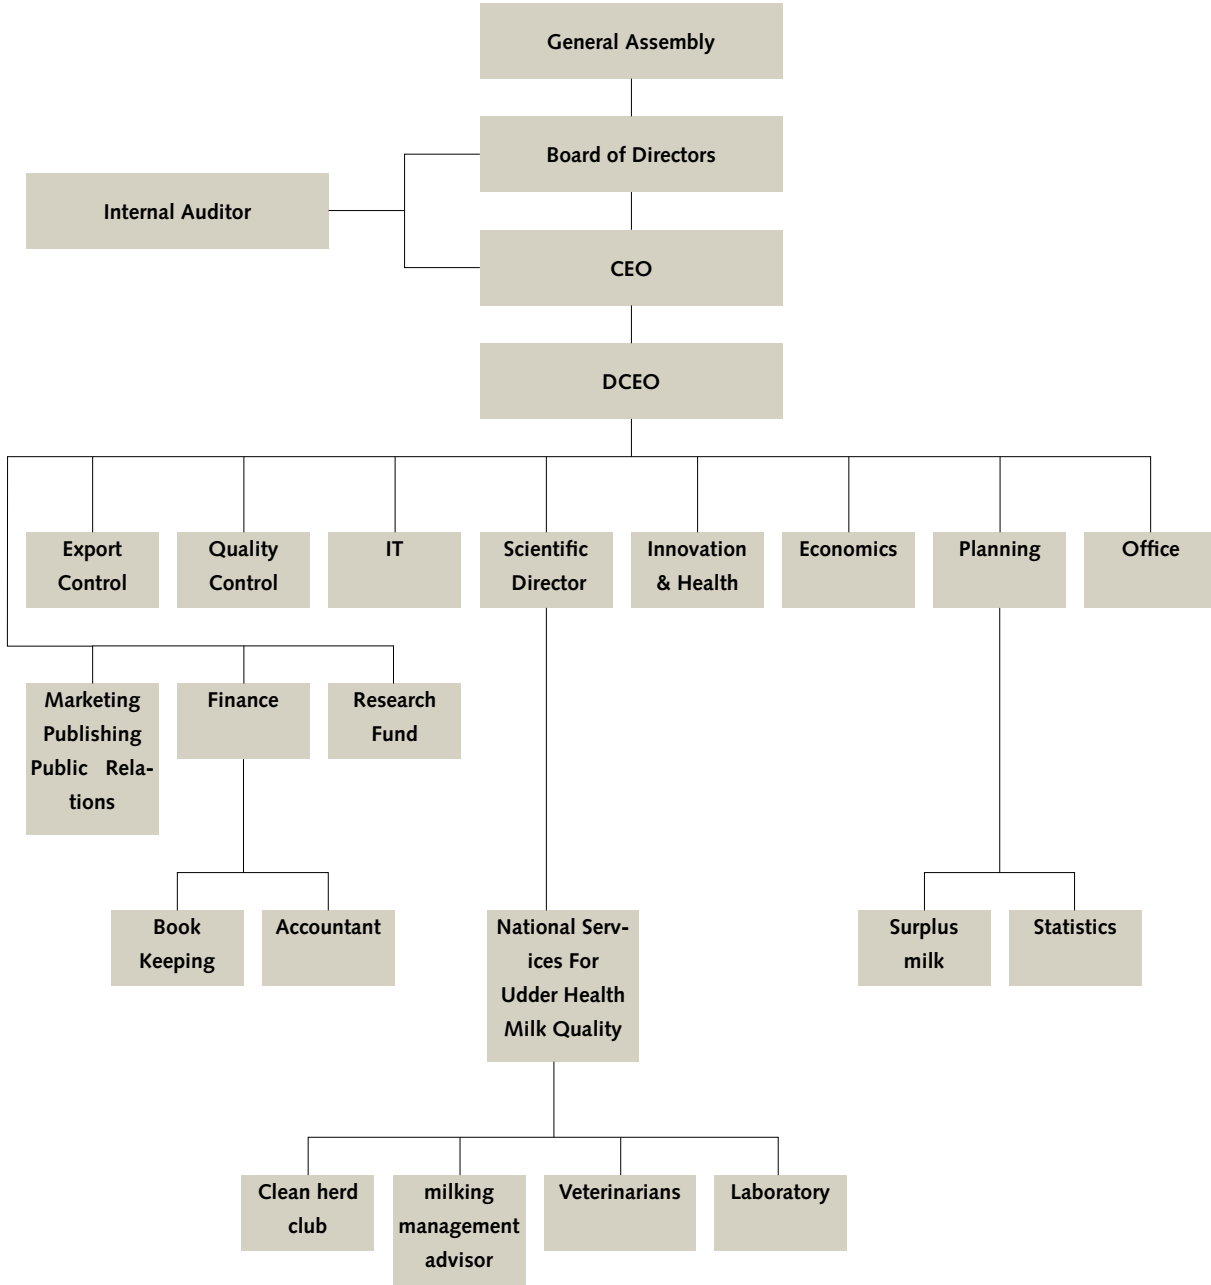 General Assembly
Board of Directors
Internal Auditor
CEO
DCEO
Export
Control
Quality
Control
IT
Scientific
Director
Innovation
& Health
Economics
Planning
Office
Marketing
Publishing
Public Rela-
tions
Finance
Research
Fund
Book
Keeping
Accountant
National Serv-
ices For
Udder Health
Milk Quality
Surplus
milk
Statistics
Clean herd
club
milking
management
advisor
Veterinarians
Laboratory